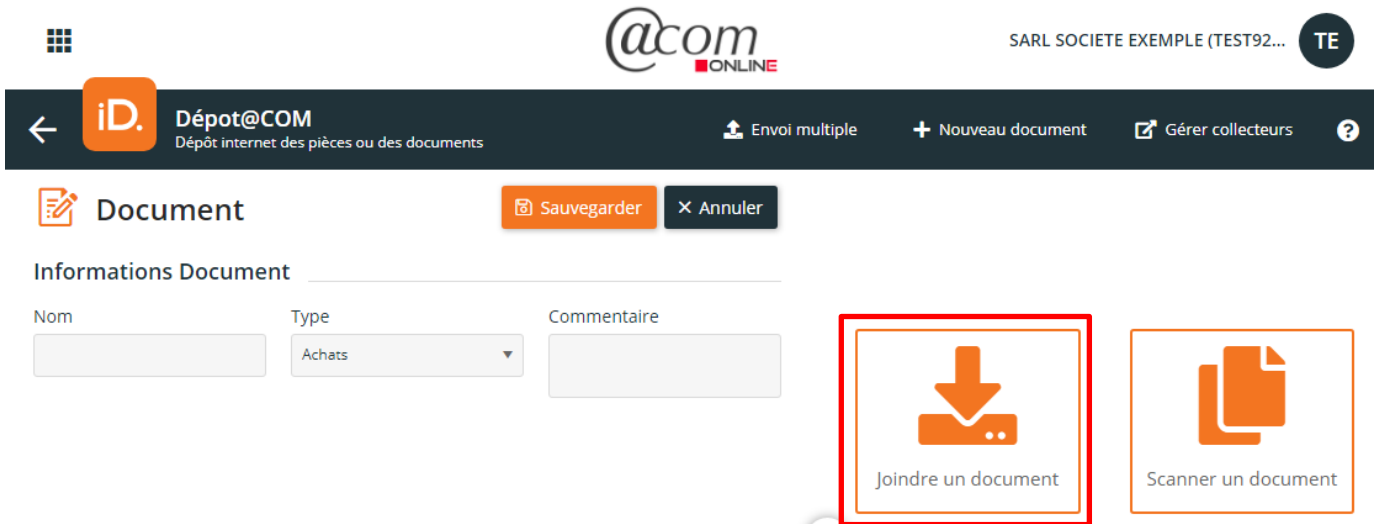 @com
ONLINE
SARL SOCIETE EXEMPLE (TEST92...
TE
iD.
Dépot@COM
Dépôt internet des pièces ou des documents
Envoi multiple
Nouveau document
Gérer collecteurs
?
Document
Sauvegarder
Annuler
Informations Document
Nom
Type
Commentaire
Achats
Joindre un document
Scanner un document